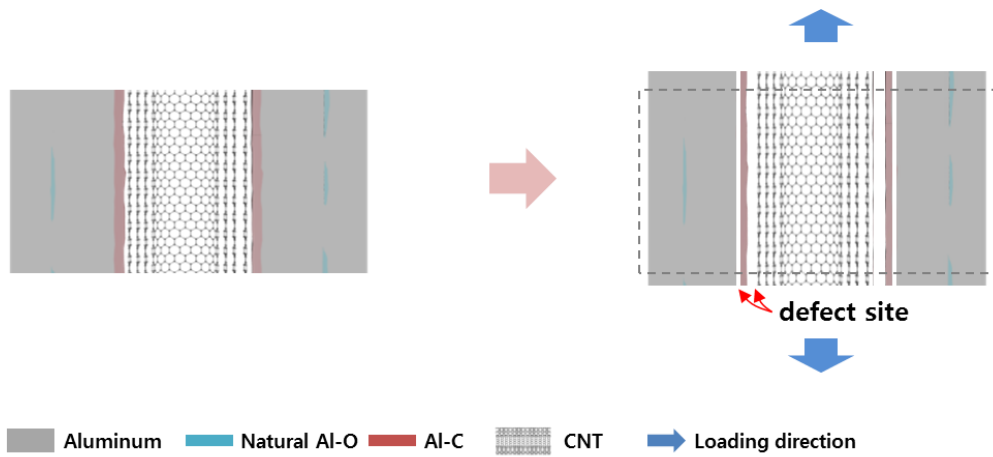 defect site
Aluminum
Natural Al-O
Al-C
CNT
Loading direction